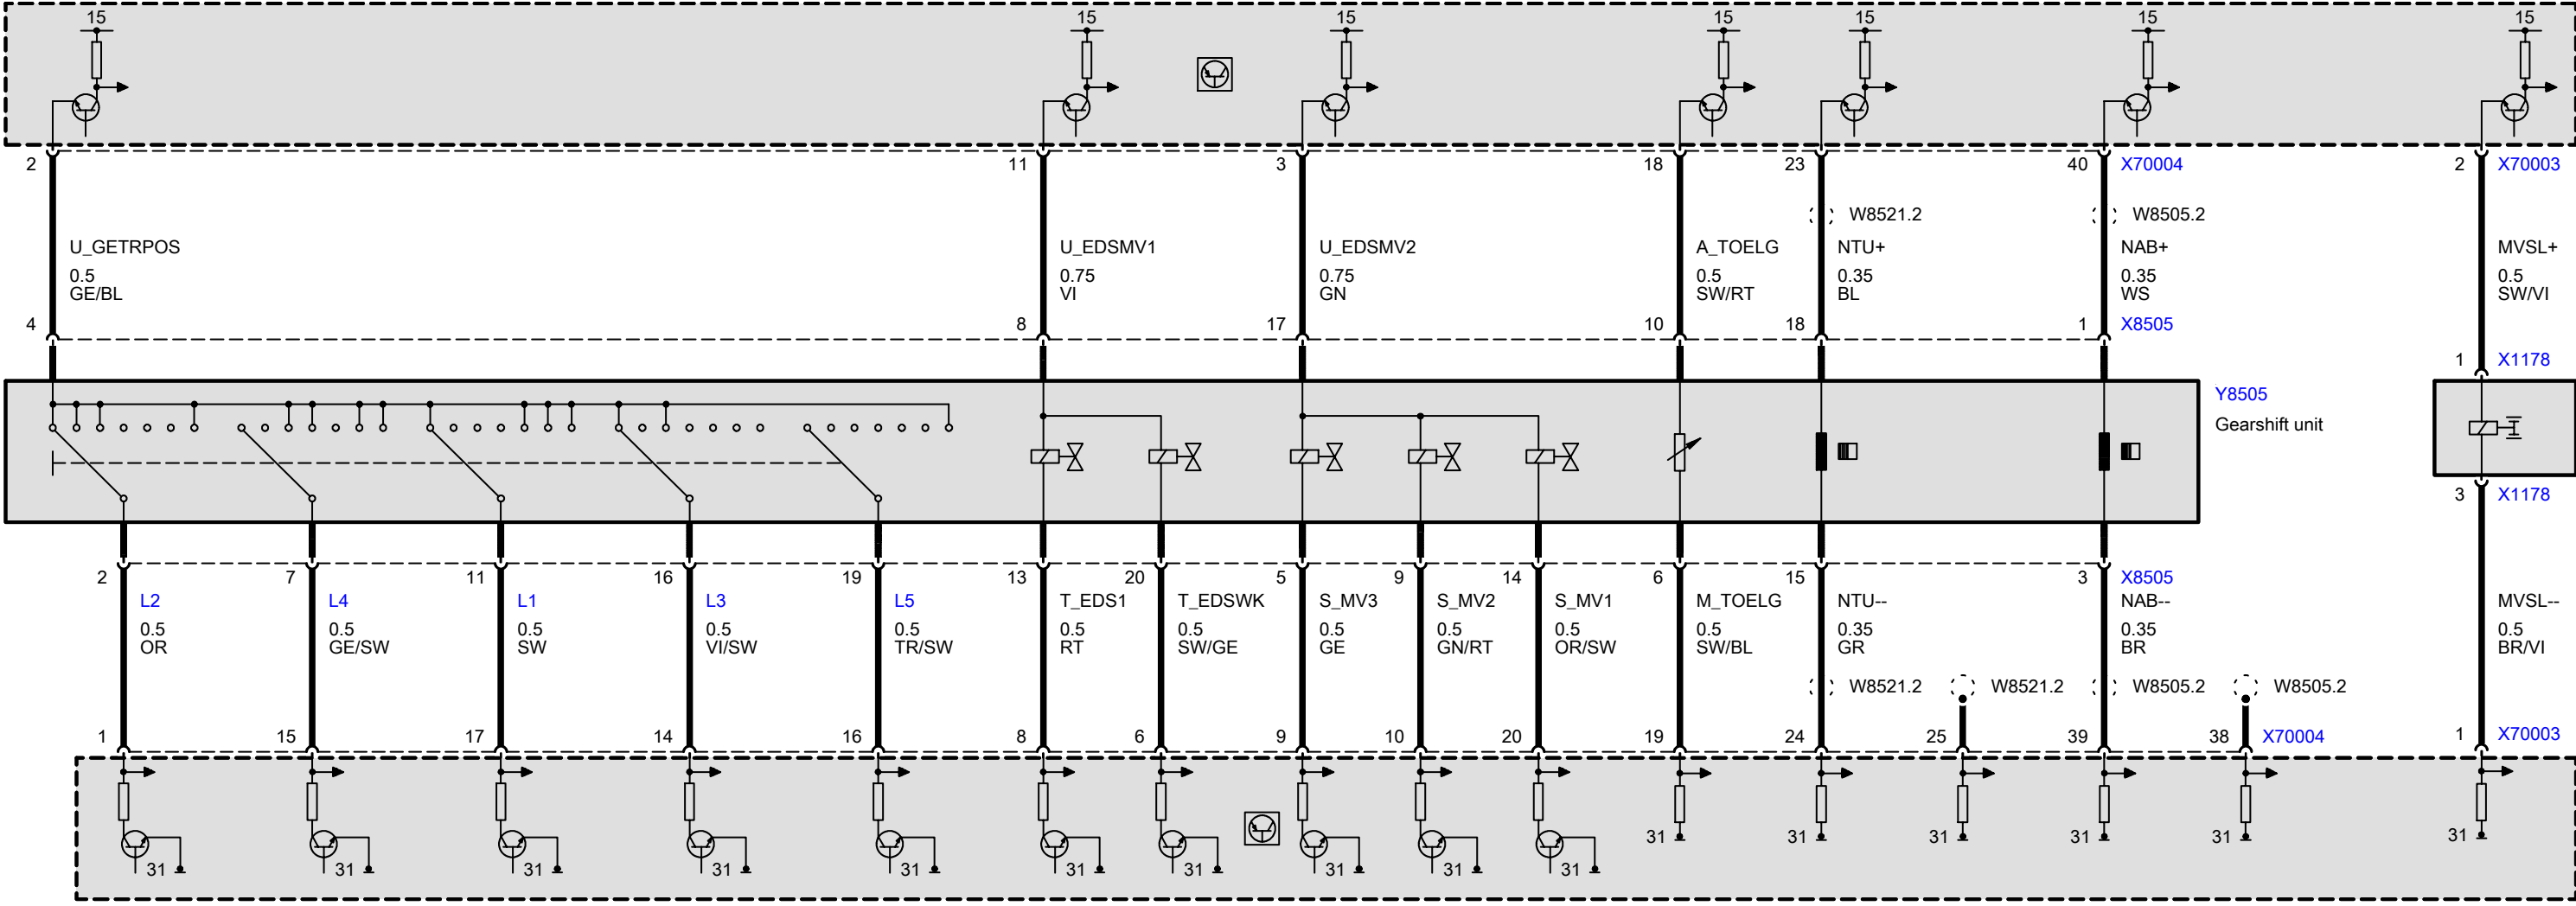 15 15 15 15 15 15 15
2 11 3 18 23 40 X70004 2 X70003
W8521.2 W8505.2
U_GETRPOS U_EDSMV1 U_EDSMV2 A_TOELG NTU+ NAB+ MVSL+
0.5 0.75 0.75 0.5 0.35 0.35 0.5
GE/BL VI GN SW/RT BL WS SW/VI
4 8 17 10 18 1 X8505
1 X1178
Y8505
Gearshift unit
3 X1178
2 7 11 16 19 13 20 5 9 14 6 15 3 X8505
L2 L4 L1 L3 L5 T_EDS1 T_EDSWK S_MV3 S_MV2 S_MV1 M_TOELG NTU-- NAB-- MVSL--
0.5 0.5 0.5 0.5 0.5 0.5 0.5 0.5 0.5 0.5 0.5 0.35 0.35 0.5
OR GE/SW SW VI/SW TR/SW RT SW/GE GE GN/RT OR/SW SW/BL GR BR BR/VI
W8521.2 W8521.2 W8505.2 W8505.2
1 15 17 14 16 8 6 9 10 20 19 24 25 39 38 X70004 1 X70003
31 31 31 31 31 31
31 31 31 31 31 31 31 31 31 31